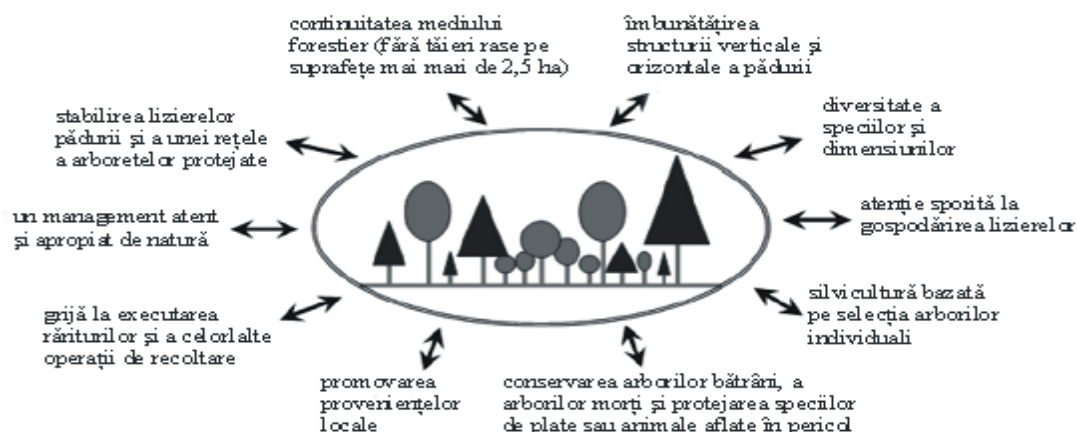 continuitatea mediului
forestier (fără tăieri rase pe
suprafețe mai mari de 2,5 ha)
îmbunătățirea
structurii verticale și
orizontale a pădurii
stabilirea lizierelor
pădurii și a unei rețele
a arboretelor protejate
diversitate a
speciilor și
dimensiunilor
un management atent
și apropiat de natură
atenție sporită la
gospodărirea lizierelor
grijă la executarea
răriturilor și a celorlalte
operații de recoltare
silvicultură bazată
pe selecția arborilor
individuali
promovarea
proveniențelor
locale
conservarea arborilor bătrâni, a
arborilor morți și protejarea speciilor
de plate sau animale aflate în pericol